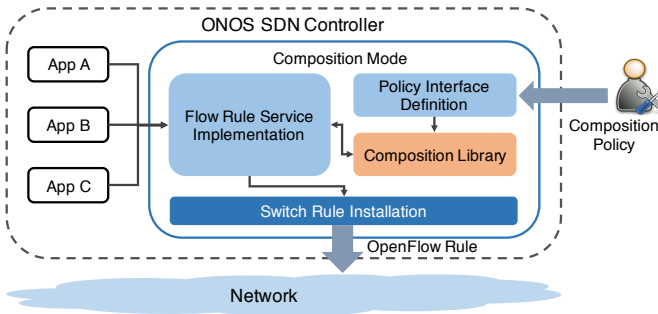 ONOS SDN Controller
App A
App B
App C
Composition Mode
Flow Rule Service
Implementation
Policy Interface
Definition
Composition Library
Switch Rule Installation
Composition
Policy
OpenFlow Rule
Network